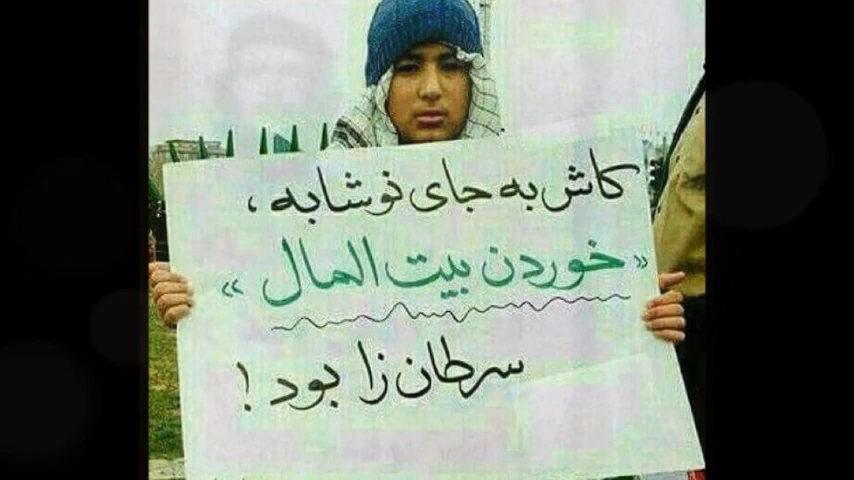 کاش به جای نوشابه ،
«خوردن بیت المال»
سرطان زا بود !